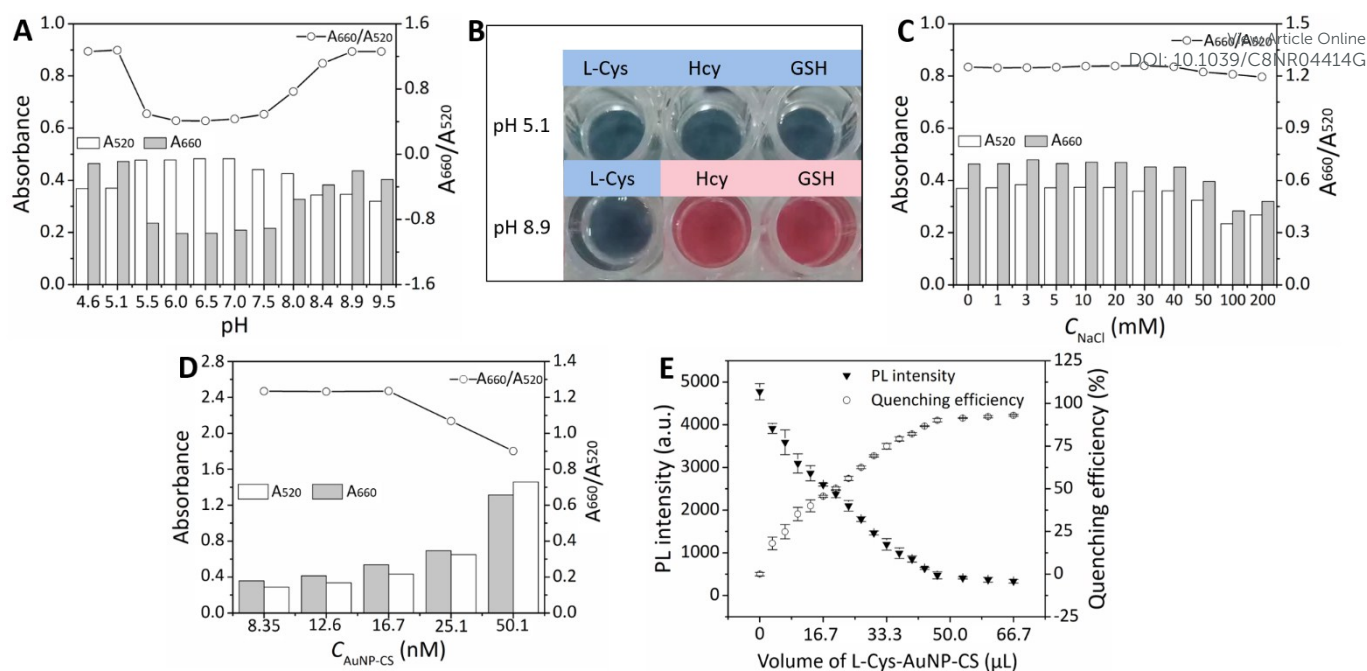 A
Absorbance
1.0
0.8
0.6
0.4
0.2
0.0
A660/A520
A520
A660
1.6
0.8
0.0
-0.8
-1.6
A660/A520
4.6 5.1 5.5 6.0 6.5 7.0 7.5 8.0 8.4 8.9 9.5
pH
B
L-Cys Hcy GSH
pH 5.1
L-Cys Hcy GSH
pH 8.9
C
Absorbance
1.0
0.8
0.6
0.4
0.2
0.0
A660/A520
View Article Online
DOI: 10.1039/C8NR04414G
A520
A660
1.5
1.2
0.9
0.6
0.3
0.0
A660/A520
0 1 3 5 10 20 30 40 50 100 200
CNaCl (mM)
D
Absorbance
2.8
2.4
2.0
1.6
1.2
0.8
0.4
0.0
A660/A520
A520
A660
1.4
1.2
1.0
0.8
0.6
0.4
0.2
0.0
A660/A520
8.35 12.6 16.7 25.1 50.1
CAuNP-CS (nM)
E
PL intensity (a.u.)
5000
4000
3000
2000
1000
0
PL intensity
Quenching efficiency
125
100
75
50
25
0
-25
Quenching efficiency (%)
0 16.7 33.3 50.0 66.7
Volume of L-Cys-AuNP-CS (μL)